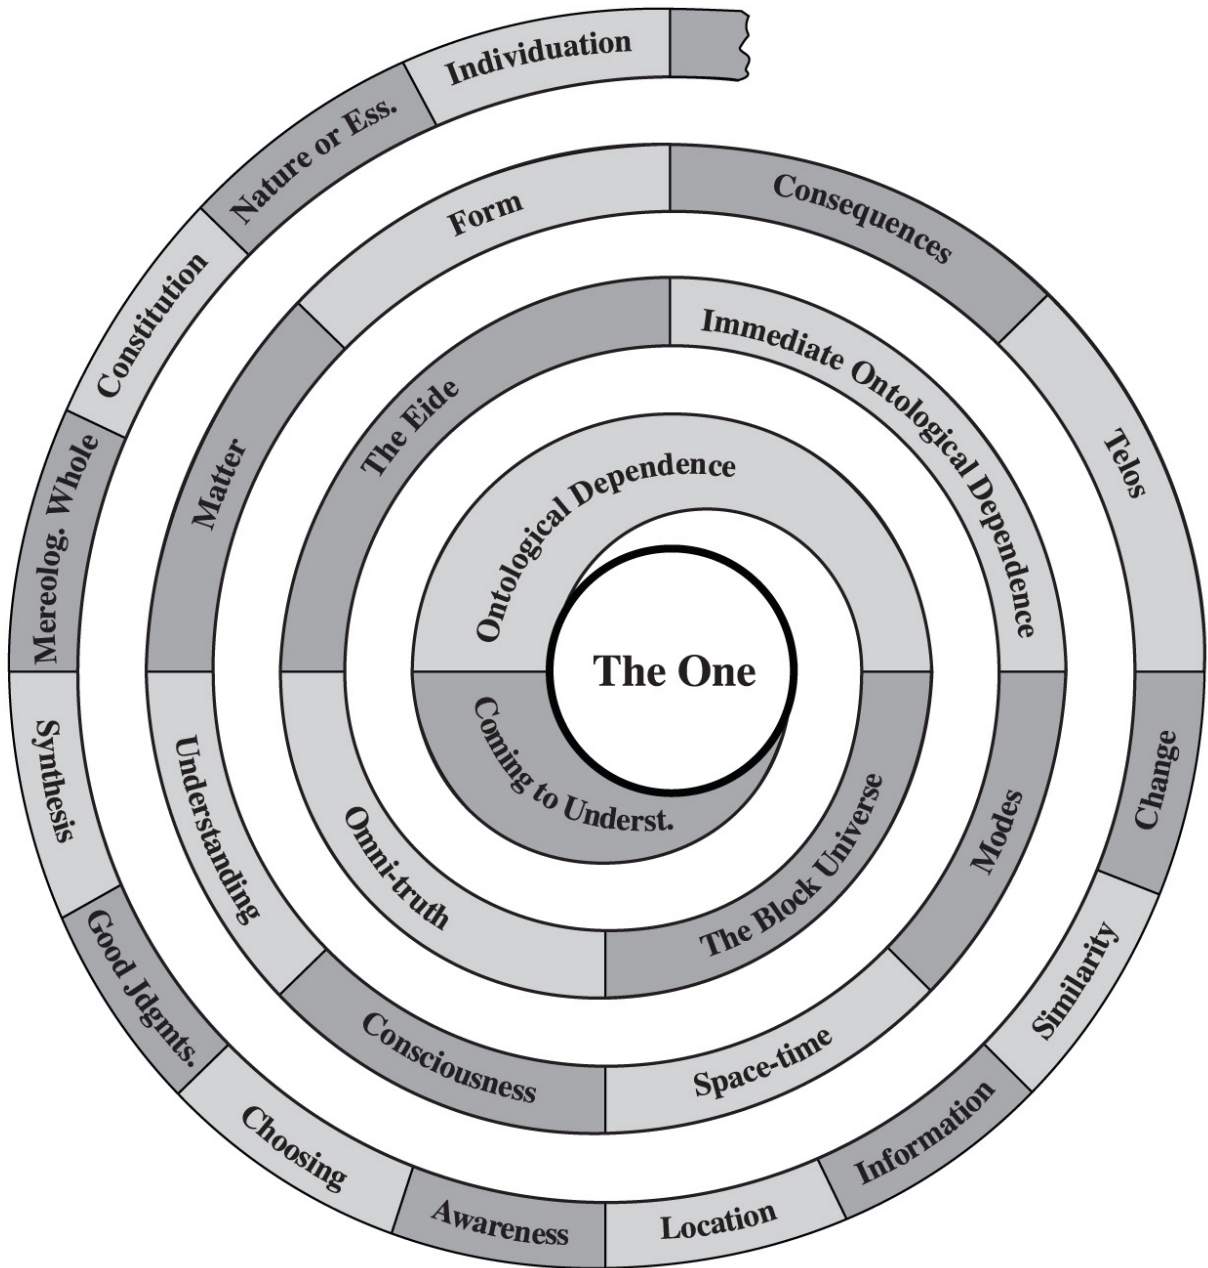 The One
Coming to Underst.
Ontological Dependence
The Block Universe
Omni-truth
The Eide
Immediate Ontological Dependence
Modes
Space-time
Consciousness
Understanding
Matter
Form
Consequences
Telos
Change
Similarity
Information
Location
Awareness
Choosing
Good Jdgmts.
Synthesis
Mereolog. Whole
Constitution
Nature or Ess.
Individuation